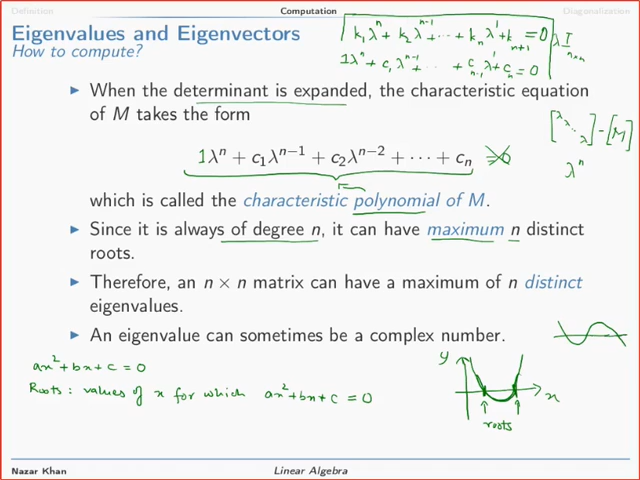 Definition
Computation
Diagonalization
Eigenvalues and Eigenvectors
How to compute?
k₁λⁿ + k₂λⁿ⁻¹ + ··· + kₙλ¹ + kₙ₊₁ = 0
λ I n×n
1λⁿ + c₁λⁿ⁻¹ + ··· + cₙ₋₁λ¹ + cₙ = 0
When the determinant is expanded, the characteristic equation
of M takes the form
[λ λ ⋱ λ] - [M]
1λⁿ + c₁λⁿ⁻¹ + c₂λⁿ⁻² + ··· + cₙ = 0
λⁿ
which is called the characteristic polynomial of M.
Since it is always of degree n, it can have maximum n distinct
roots.
Therefore, an n × n matrix can have a maximum of n distinct
eigenvalues.
An eigenvalue can sometimes be a complex number.
ax² + bx + c = 0
Roots : values of x for which ax² + bx + c = 0
y
x
roots
Nazar Khan
Linear Algebra